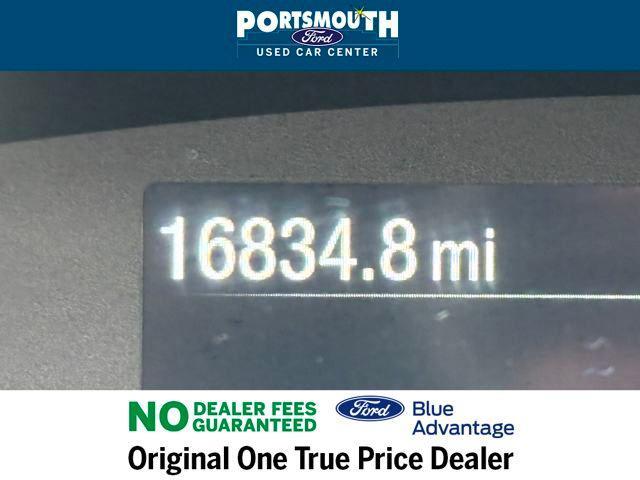 PORTSMOUTH
Ford
USED CAR CENTER
16834.8 mi
NO DEALER FEES
GUARANTEED
Ford
Blue
Advantage
Original One True Price Dealer